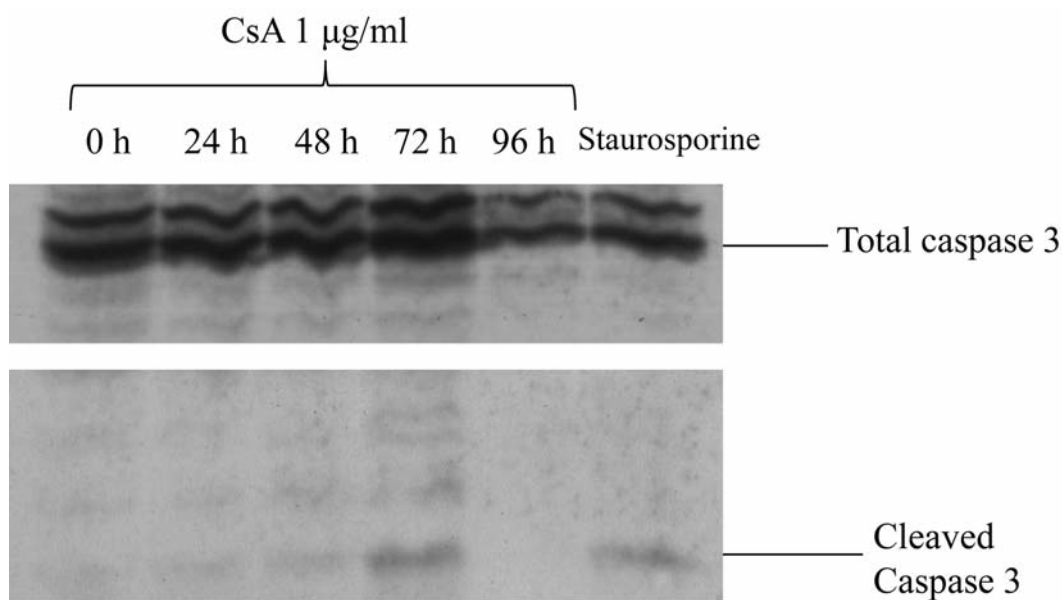 CsA 1 μg/ml
0 h 24 h 48 h 72 h 96 h Staurosporine
Total caspase 3
Cleaved
Caspase 3